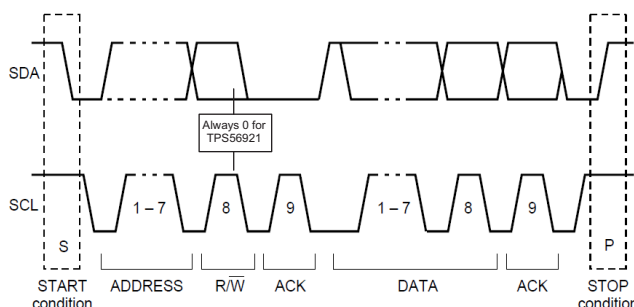 SDA
Always 0 for
TPS56921
SCL
1 – 7
8
9
1 – 7
8
9
S
P
START
condition
ADDRESS
R/W̅
ACK
DATA
ACK
STOP
condition